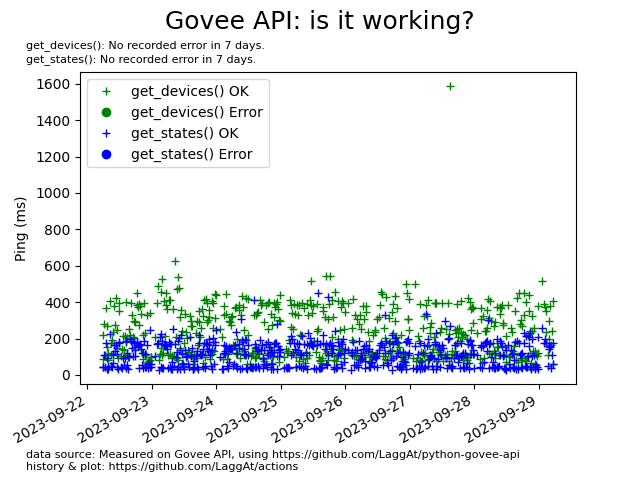 Govee API: is it working?
get_devices(): No recorded error in 7 days.
get_states(): No recorded error in 7 days.
get_devices() OK
get_devices() Error
get_states() OK
get_states() Error
Ping (ms)
1600
1400
1200
1000
800
600
400
200
0
2023-09-22
2023-09-23
2023-09-24
2023-09-25
2023-09-26
2023-09-27
2023-09-28
2023-09-29
data source: Measured on Govee API, using https://github.com/LaggAt/python-govee-api
history & plot: https://github.com/LaggAt/actions